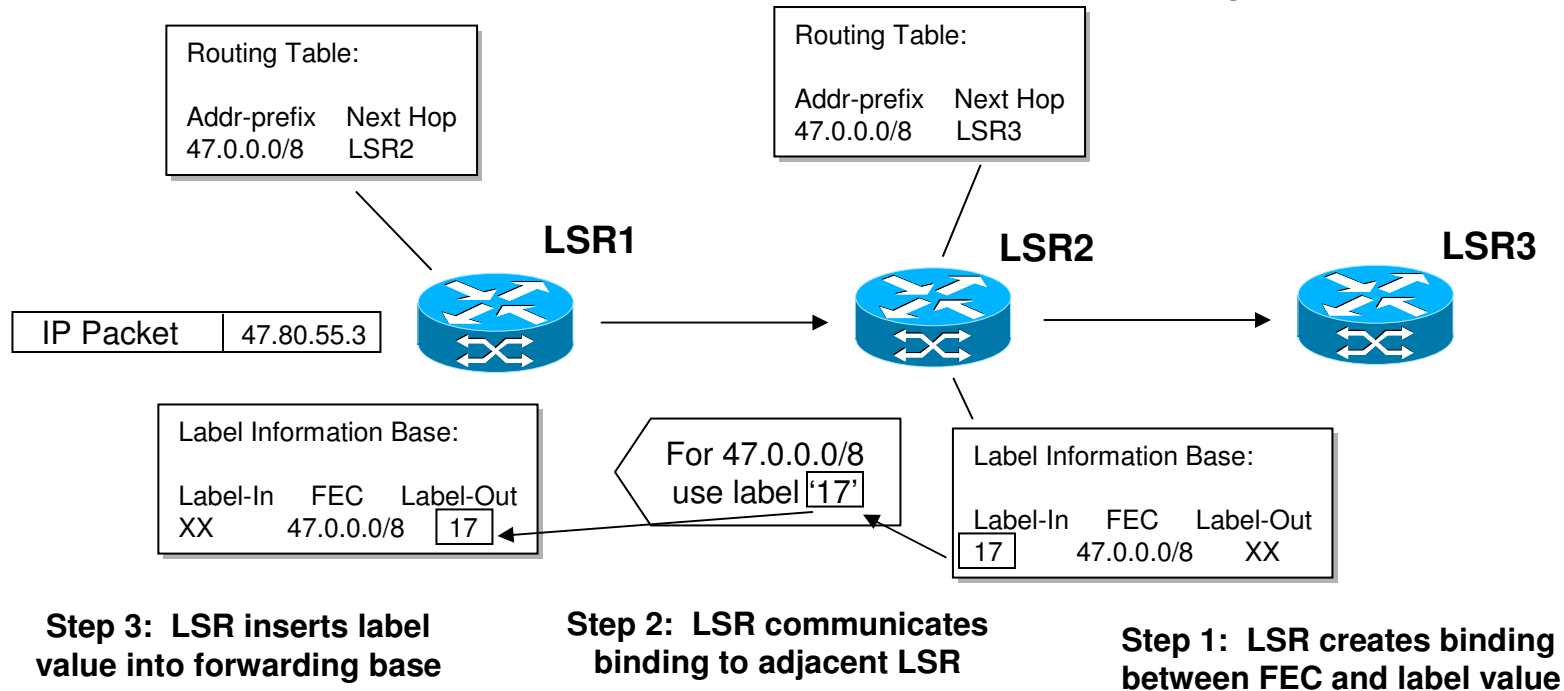 Routing Table:
Addr-prefix Next Hop
47.0.0.0/8 LSR2
Routing Table:
Addr-prefix Next Hop
47.0.0.0/8 LSR3
LSR1
LSR2
LSR3
IP Packet 47.80.55.3
Label Information Base:
Label-In FEC Label-Out
XX 47.0.0.0/8 17
For 47.0.0.0/8
use label ‘17’
Label Information Base:
Label-In FEC Label-Out
17 47.0.0.0/8 XX
Step 3: LSR inserts label
value into forwarding base
Step 2: LSR communicates
binding to adjacent LSR
Step 1: LSR creates binding
between FEC and label value